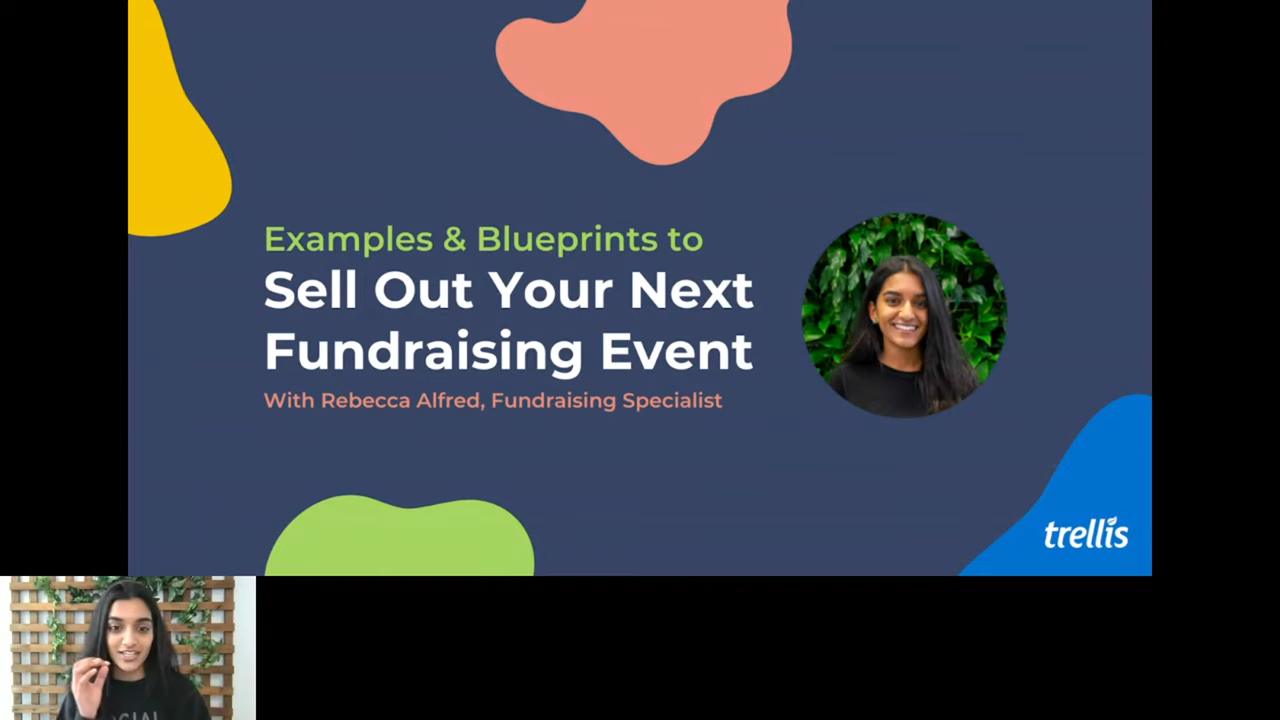 Examples & Blueprints to
Sell Out Your Next
Fundraising Event
With Rebecca Alfred, Fundraising Specialist
trellis